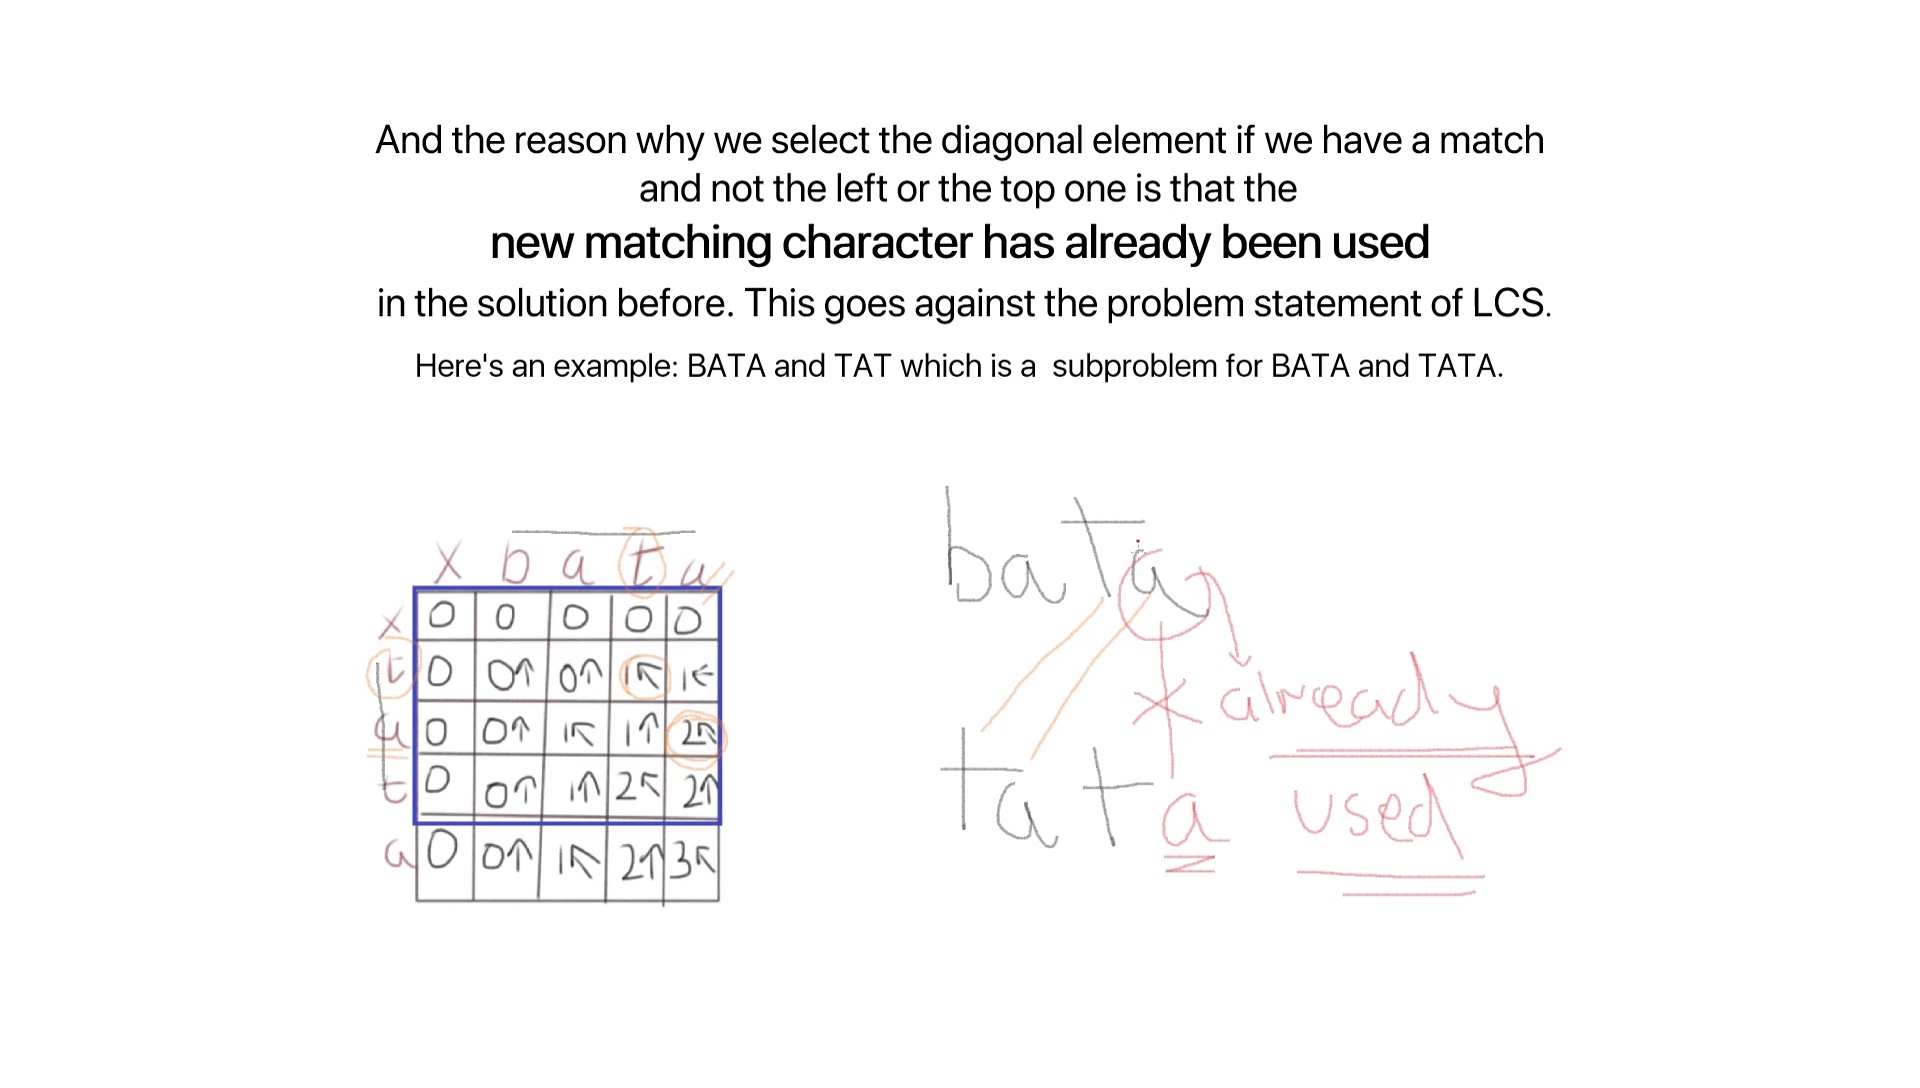 And the reason why we select the diagonal element if we have a match
and not the left or the top one is that the
new matching character has already been used
in the solution before. This goes against the problem statement of LCS.
Here's an example: BATA and TAT which is a subproblem for BATA and TATA.
x b a t a
x 0 0 0 0 0
t 0 0↑ 0↑ 1↖ 1←
a 0 0↑ 1↖ 1↑ 2↖
t 0 0↑ 1↑ 2↖ 2↑
a 0 0↑ 1↖ 2↑ 3↖
bata
already
tata used